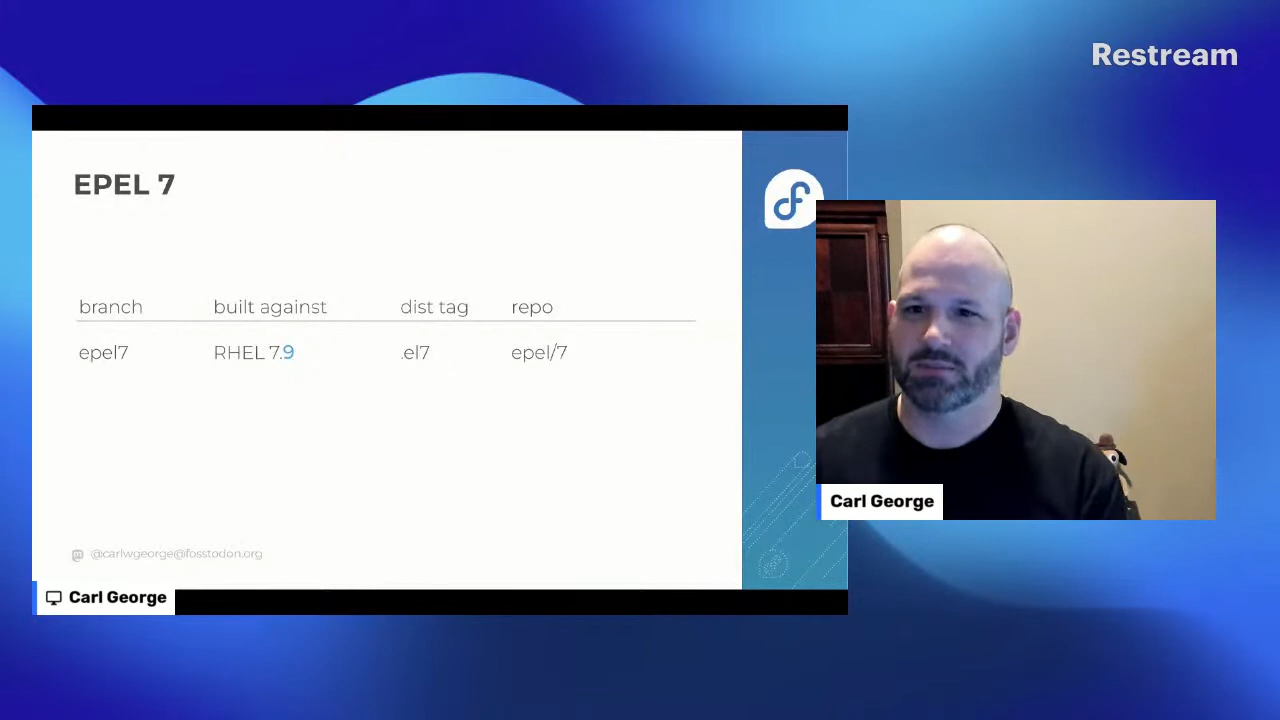 Restream
EPEL 7
branch built against dist tag repo
epel7 RHEL 7.9 .el7 epel/7
@carlwgeorge@fosstodon.org
Carl George
Carl George